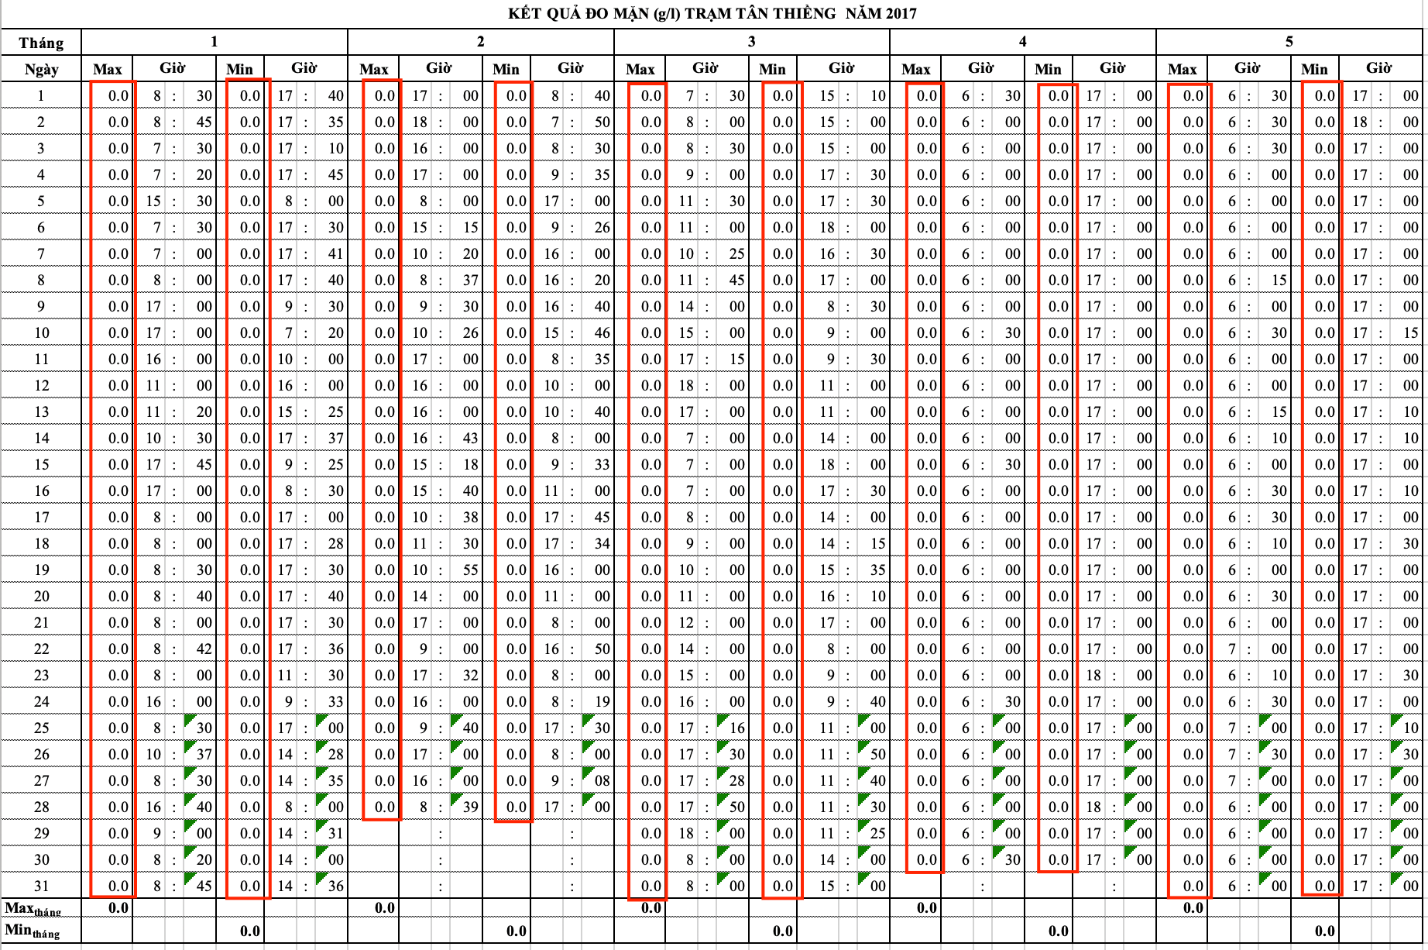 KẾT QUẢ ĐO MẶN (g/l) TRẠM TÂN THIỀNG NĂM 2017
Tháng 1 2 3 4 5
Ngày Max Giờ Min Giờ Max Giờ Min Giờ Max Giờ Min Giờ Max Giờ Min Giờ Max Giờ Min Giờ
1 0.0 8 : 30 0.0 17 : 40 0.0 17 : 00 0.0 8 : 40 0.0 7 : 30 0.0 15 : 10 0.0 6 : 30 0.0 17 : 00 0.0 6 : 30 0.0 17 : 00
2 0.0 8 : 45 0.0 17 : 35 0.0 18 : 00 0.0 7 : 50 0.0 8 : 00 0.0 15 : 00 0.0 6 : 00 0.0 17 : 00 0.0 6 : 30 0.0 18 : 00
3 0.0 7 : 30 0.0 17 : 10 0.0 16 : 00 0.0 8 : 30 0.0 8 : 30 0.0 15 : 00 0.0 6 : 00 0.0 17 : 00 0.0 6 : 30 0.0 17 : 00
4 0.0 7 : 20 0.0 17 : 45 0.0 17 : 00 0.0 9 : 35 0.0 9 : 00 0.0 17 : 30 0.0 6 : 00 0.0 17 : 00 0.0 6 : 00 0.0 17 : 00
5 0.0 15 : 30 0.0 8 : 00 0.0 8 : 00 0.0 17 : 00 0.0 11 : 30 0.0 17 : 30 0.0 6 : 00 0.0 17 : 00 0.0 6 : 00 0.0 17 : 00
6 0.0 7 : 30 0.0 17 : 30 0.0 15 : 15 0.0 9 : 26 0.0 11 : 00 0.0 18 : 00 0.0 6 : 00 0.0 17 : 00 0.0 6 : 00 0.0 17 : 00
7 0.0 7 : 00 0.0 17 : 41 0.0 10 : 20 0.0 16 : 00 0.0 10 : 25 0.0 16 : 30 0.0 6 : 00 0.0 17 : 00 0.0 6 : 00 0.0 17 : 00
8 0.0 8 : 00 0.0 17 : 40 0.0 8 : 37 0.0 16 : 20 0.0 11 : 45 0.0 17 : 00 0.0 6 : 00 0.0 17 : 00 0.0 6 : 15 0.0 17 : 00
9 0.0 17 : 00 0.0 9 : 30 0.0 9 : 30 0.0 16 : 40 0.0 14 : 00 0.0 8 : 30 0.0 6 : 00 0.0 17 : 00 0.0 6 : 00 0.0 17 : 00
10 0.0 17 : 00 0.0 7 : 20 0.0 10 : 26 0.0 15 : 46 0.0 15 : 00 0.0 9 : 00 0.0 6 : 30 0.0 17 : 00 0.0 6 : 30 0.0 17 : 15
11 0.0 16 : 00 0.0 10 : 00 0.0 17 : 00 0.0 8 : 35 0.0 17 : 15 0.0 9 : 30 0.0 6 : 00 0.0 17 : 00 0.0 6 : 00 0.0 17 : 00
12 0.0 11 : 00 0.0 16 : 00 0.0 16 : 00 0.0 10 : 00 0.0 18 : 00 0.0 11 : 00 0.0 6 : 00 0.0 17 : 00 0.0 6 : 00 0.0 17 : 00
13 0.0 11 : 20 0.0 15 : 25 0.0 16 : 00 0.0 10 : 40 0.0 17 : 00 0.0 11 : 00 0.0 6 : 00 0.0 17 : 00 0.0 6 : 15 0.0 17 : 10
14 0.0 10 : 30 0.0 17 : 37 0.0 16 : 43 0.0 8 : 00 0.0 7 : 00 0.0 14 : 00 0.0 6 : 00 0.0 17 : 00 0.0 6 : 10 0.0 17 : 10
15 0.0 17 : 45 0.0 9 : 25 0.0 15 : 18 0.0 9 : 33 0.0 7 : 00 0.0 18 : 00 0.0 6 : 30 0.0 17 : 00 0.0 6 : 00 0.0 17 : 00
16 0.0 17 : 00 0.0 8 : 30 0.0 15 : 40 0.0 11 : 00 0.0 7 : 00 0.0 17 : 30 0.0 6 : 00 0.0 17 : 00 0.0 6 : 30 0.0 17 : 10
17 0.0 8 : 00 0.0 17 : 00 0.0 10 : 38 0.0 17 : 45 0.0 8 : 00 0.0 14 : 00 0.0 6 : 00 0.0 17 : 00 0.0 6 : 30 0.0 17 : 00
18 0.0 8 : 00 0.0 17 : 28 0.0 11 : 30 0.0 17 : 34 0.0 9 : 00 0.0 14 : 15 0.0 6 : 00 0.0 17 : 00 0.0 6 : 10 0.0 17 : 30
19 0.0 8 : 30 0.0 17 : 30 0.0 10 : 55 0.0 16 : 00 0.0 10 : 00 0.0 15 : 35 0.0 6 : 00 0.0 17 : 00 0.0 6 : 00 0.0 17 : 00
20 0.0 8 : 40 0.0 17 : 40 0.0 14 : 00 0.0 11 : 00 0.0 11 : 00 0.0 16 : 10 0.0 6 : 00 0.0 17 : 00 0.0 6 : 30 0.0 17 : 00
21 0.0 8 : 00 0.0 17 : 30 0.0 17 : 00 0.0 8 : 00 0.0 12 : 00 0.0 17 : 00 0.0 6 : 00 0.0 17 : 00 0.0 6 : 00 0.0 17 : 00
22 0.0 8 : 42 0.0 17 : 36 0.0 9 : 00 0.0 16 : 50 0.0 14 : 00 0.0 8 : 00 0.0 6 : 00 0.0 17 : 00 0.0 7 : 00 0.0 17 : 00
23 0.0 8 : 00 0.0 11 : 30 0.0 17 : 32 0.0 8 : 00 0.0 15 : 00 0.0 9 : 00 0.0 6 : 00 0.0 18 : 00 0.0 6 : 10 0.0 17 : 30
24 0.0 16 : 00 0.0 9 : 33 0.0 16 : 00 0.0 8 : 19 0.0 16 : 00 0.0 9 : 40 0.0 6 : 30 0.0 17 : 00 0.0 6 : 30 0.0 17 : 00
25 0.0 8 : 30 0.0 17 : 00 0.0 9 : 40 0.0 17 : 30 0.0 17 : 16 0.0 11 : 00 0.0 6 : 00 0.0 17 : 00 0.0 7 : 00 0.0 17 : 10
26 0.0 10 : 37 0.0 14 : 28 0.0 17 : 00 0.0 8 : 00 0.0 17 : 30 0.0 11 : 50 0.0 6 : 00 0.0 17 : 00 0.0 7 : 30 0.0 17 : 30
27 0.0 8 : 30 0.0 14 : 35 0.0 16 : 00 0.0 9 : 08 0.0 17 : 28 0.0 11 : 40 0.0 6 : 00 0.0 17 : 00 0.0 7 : 00 0.0 17 : 00
28 0.0 16 : 40 0.0 8 : 00 0.0 8 : 39 0.0 17 : 00 0.0 17 : 50 0.0 11 : 30 0.0 6 : 00 0.0 18 : 00 0.0 6 : 00 0.0 17 : 00
29 0.0 9 : 00 0.0 14 : 31 : : 0.0 18 : 00 0.0 11 : 25 0.0 6 : 00 0.0 17 : 00 0.0 6 : 00 0.0 17 : 00
30 0.0 8 : 20 0.0 14 : 00 : : 0.0 8 : 00 0.0 14 : 00 0.0 6 : 30 0.0 17 : 00 0.0 6 : 00 0.0 17 : 00
31 0.0 8 : 45 0.0 14 : 36 : : 0.0 8 : 00 0.0 15 : 00 : : 0.0 6 : 00 0.0 17 : 00
Max tháng 0.0 0.0 0.0 0.0 0.0
Min tháng 0.0 0.0 0.0 0.0 0.0